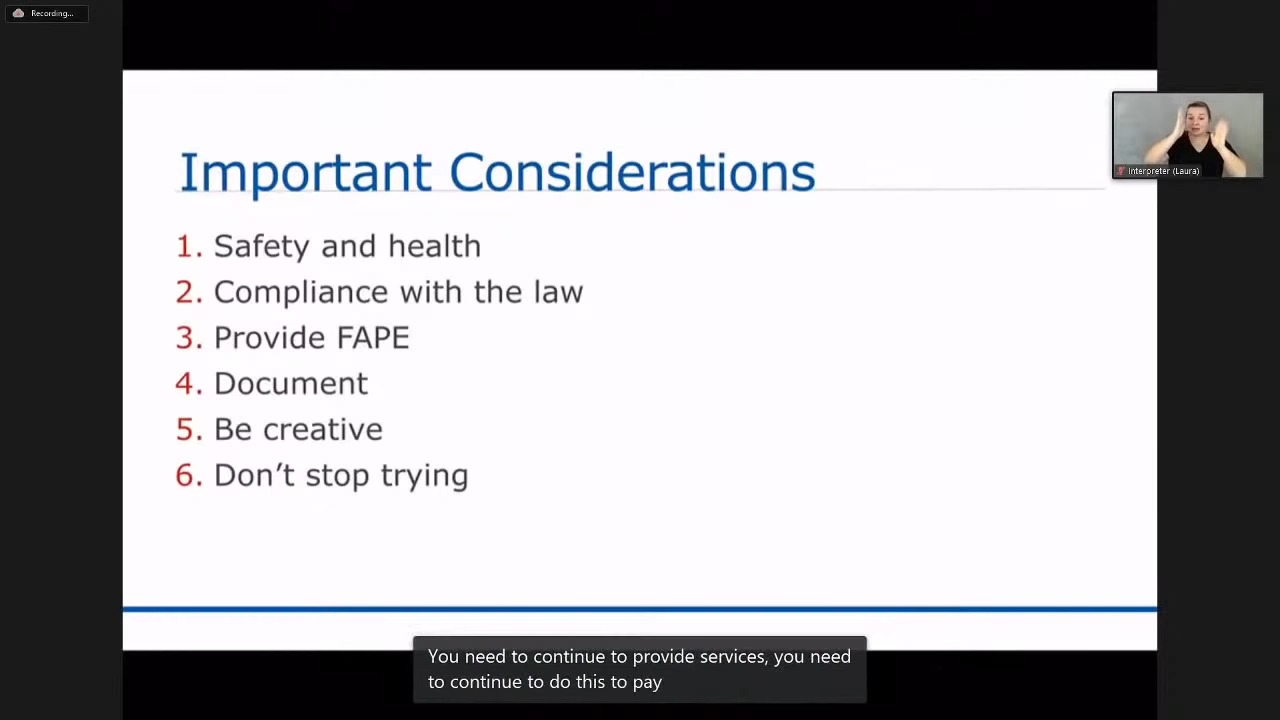 Recording...
Important Considerations
1. Safety and health
2. Compliance with the law
3. Provide FAPE
4. Document
5. Be creative
6. Don’t stop trying
Interpreter (Laura)
You need to continue to provide services, you need
to continue to do this to pay